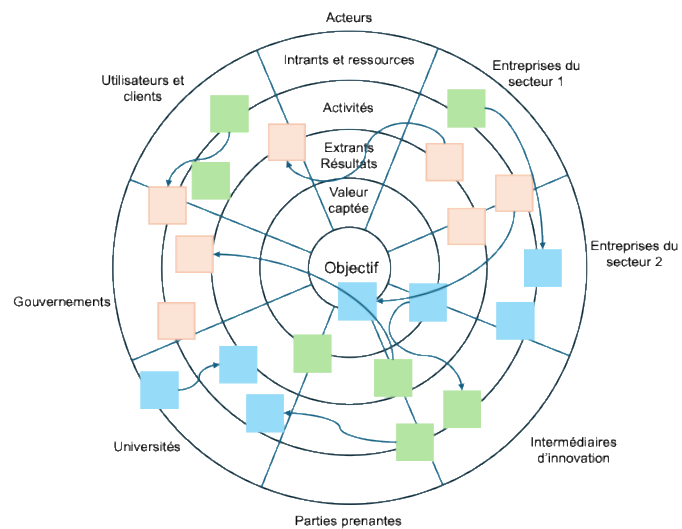 Acteurs
Intrants et ressources
Entreprises du
secteur 1
Utilisateurs et
clients
Activités
Extrants
Résultats
Valeur
captée
Entreprises du
secteur 2
Objectif
Gouvernements
Universités
Intermédiaires
d'innovation
Parties prenantes